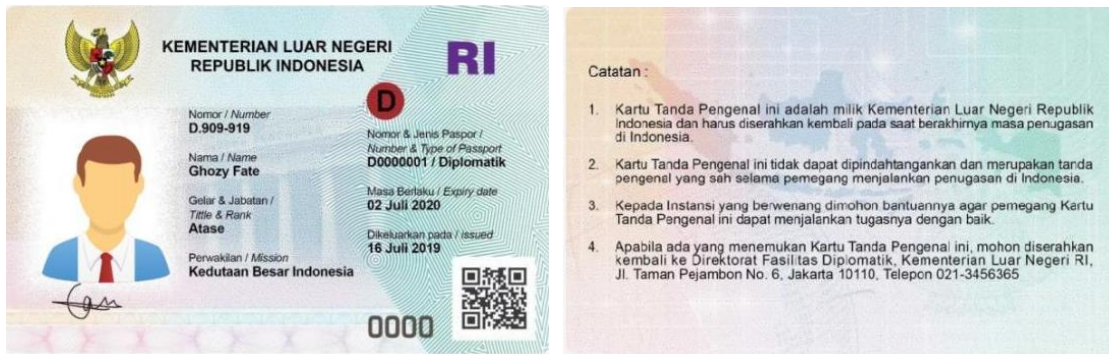 KEMENTERIAN LUAR NEGERI
REPUBLIK INDONESIA
RI
D
Nomor / Number
D.909-919
Nama / Name
Ghozy Fate
Gelar & Jabatan /
Tittle & Rank
Atase
Perwakilan / Mission
Kedutaan Besar Indonesia
Nomor & Jenis Paspor /
Number & Type of Passport
D0000001 / Diplomatik
Masa Berlaku / Expiry date
02 Juli 2020
Dikeluarkan pada / issued
16 Juli 2019
0000
Catatan :
1. Kartu Tanda Pengenal ini adalah milik Kementerian Luar Negeri Republik
Indonesia dan harus diserahkan kembali pada saat berakhirnya masa penugasan
di Indonesia.
2. Kartu Tanda Pengenal ini tidak dapat dipindahtangankan dan merupakan tanda
pengenal yang sah selama pemegang menjalankan penugasan di Indonesia.
3. Kepada Instansi yang berwenang dimohon bantuannya agar pemegang Kartu
Tanda Pengenal ini dapat menjalankan tugasnya dengan baik.
4. Apabila ada yang menemukan Kartu Tanda Pengenal ini, mohon diserahkan
kembali ke Direktorat Fasilitas Diplomatik, Kementerian Luar Negeri RI,
Jl. Taman Pejambon No. 6, Jakarta 10110, Telepon 021-3456365